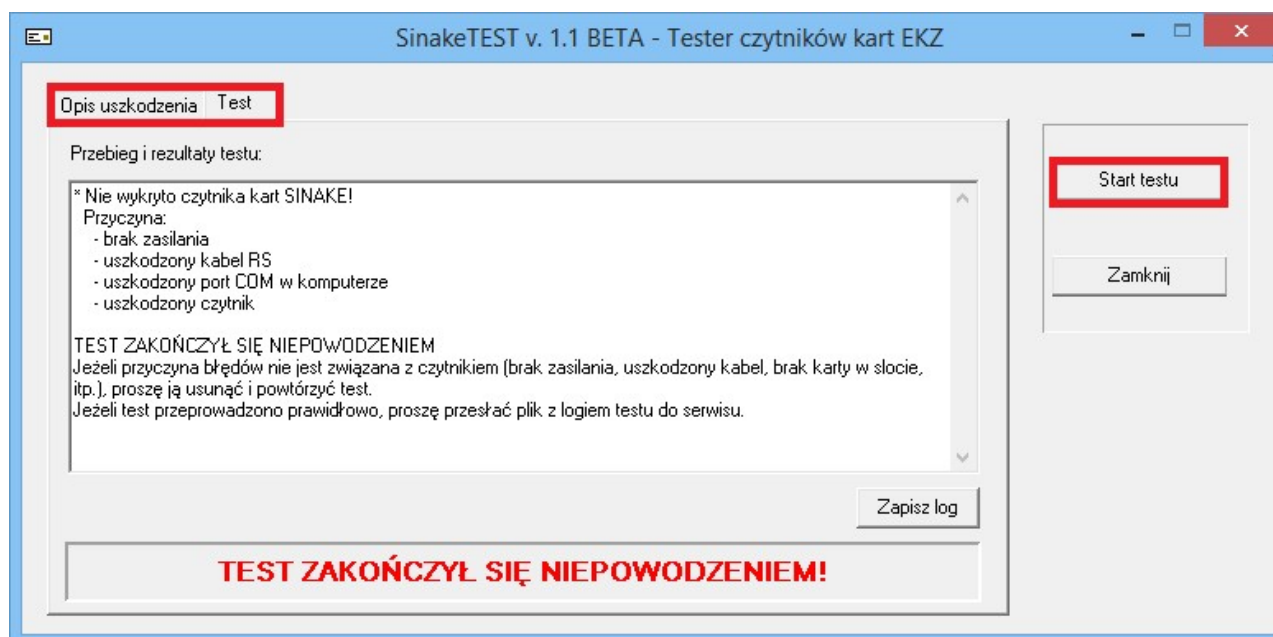 SinakeTEST v. 1.1 BETA - Tester czytników kart EKZ
Opis uszkodzenia Test
Przebieg i rezultaty testu:
* Nie wykryto czytnika kart SINAKE!
Przyczyna:
- brak zasilania
- uszkodzony kabel RS
- uszkodzony port COM w komputerze
- uszkodzony czytnik
TEST ZAKOŃCZYŁ SIĘ NIEPOWODZENIEM
Jeżeli przyczyna błędów nie jest związana z czytnikiem (brak zasilania, uszkodzony kabel, brak karty w slocie,
itp.), proszę ją usunąć i powtórzyć test.
Jeżeli test przeprowadzono prawidłowo, proszę przesłać plik z logiem testu do serwisu.
Zapisz log
TEST ZAKOŃCZYŁ SIĘ NIEPOWODZENIEM!
Start testu
Zamknij